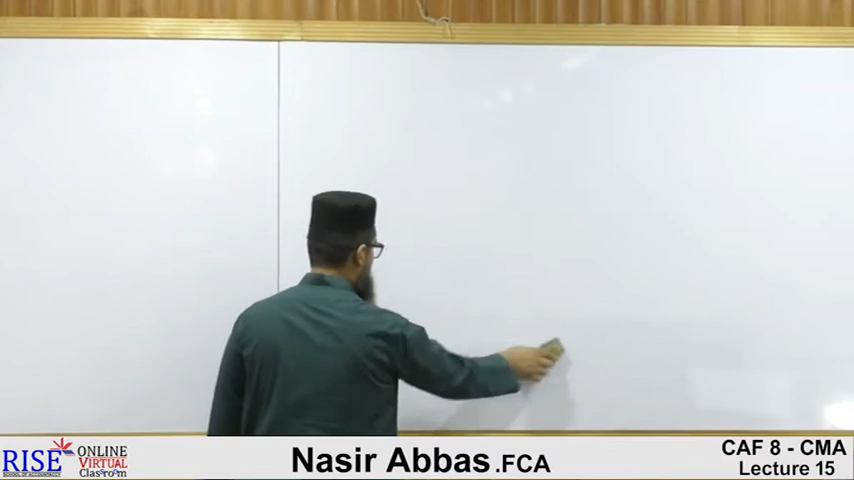 RISE
SCHOOL OF ACCOUNTANCY
ONLINE
VIRTUAL
Classroom
Nasir Abbas.FCA
CAF 8 - CMA
Lecture 15